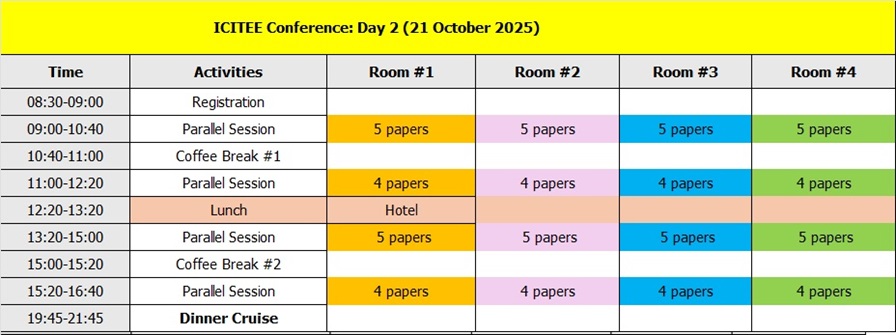 ICITEE Conference: Day 2 (21 October 2025)
Time Activities Room #1 Room #2 Room #3 Room #4
08:30-09:00 Registration
09:00-10:40 Parallel Session 5 papers 5 papers 5 papers 5 papers
10:40-11:00 Coffee Break #1
11:00-12:20 Parallel Session 4 papers 4 papers 4 papers 4 papers
12:20-13:20 Lunch Hotel
13:20-15:00 Parallel Session 5 papers 5 papers 5 papers 5 papers
15:00-15:20 Coffee Break #2
15:20-16:40 Parallel Session 4 papers 4 papers 4 papers 4 papers
19:45-21:45 Dinner Cruise